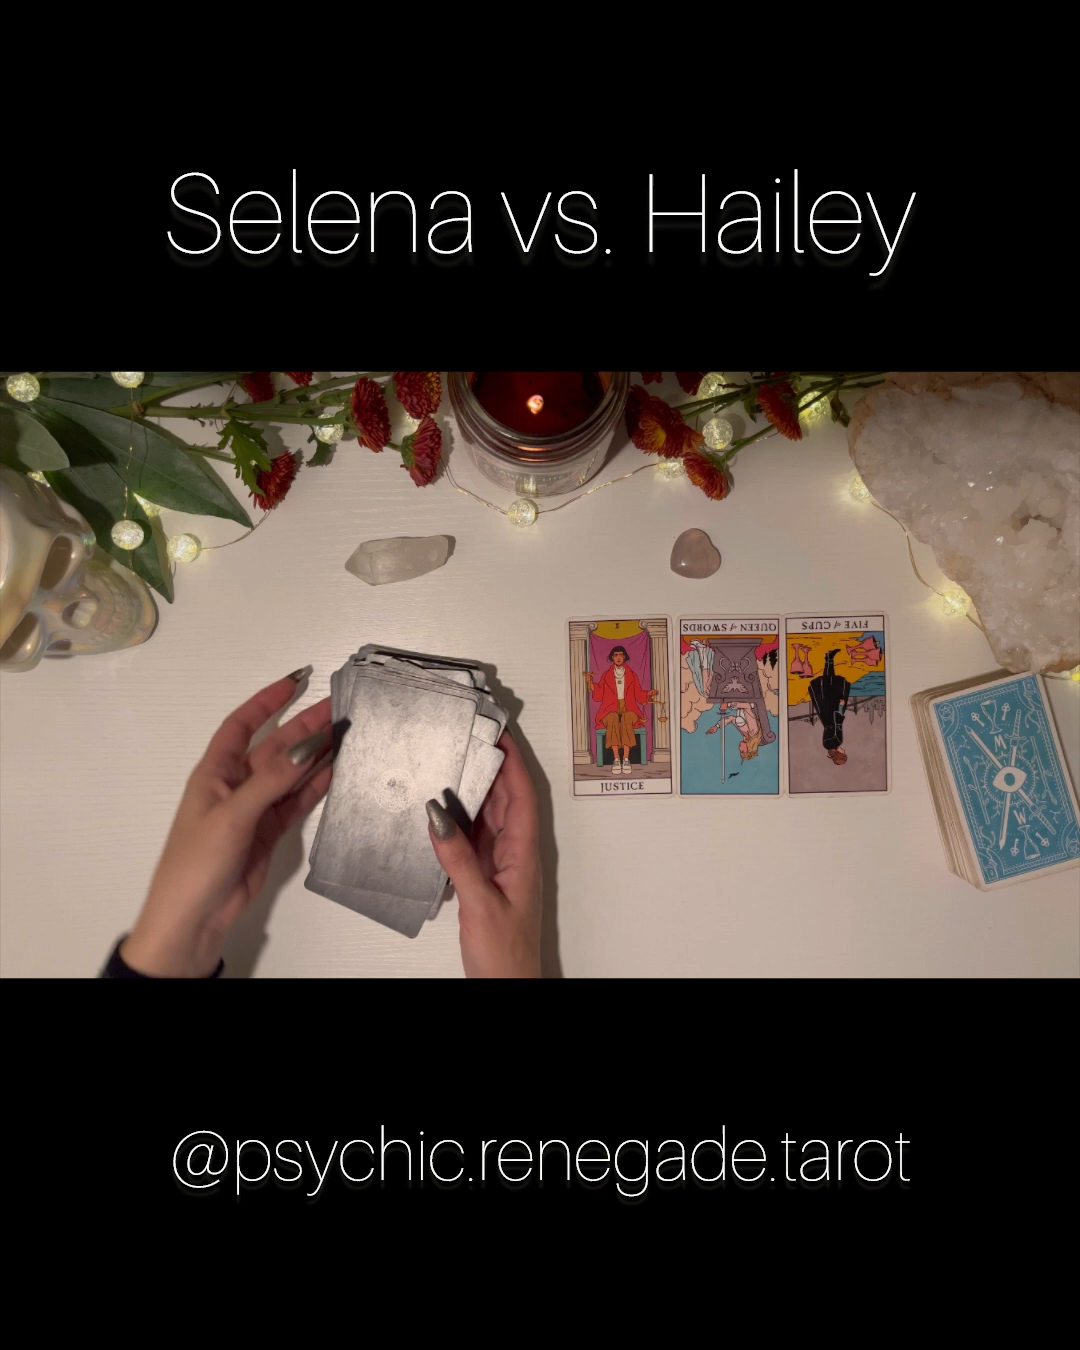 Selena vs. Hailey
JUSTICE
QUEEN of SWORDS
FIVE of CUPS
M
W
@psychic.renegade.tarot